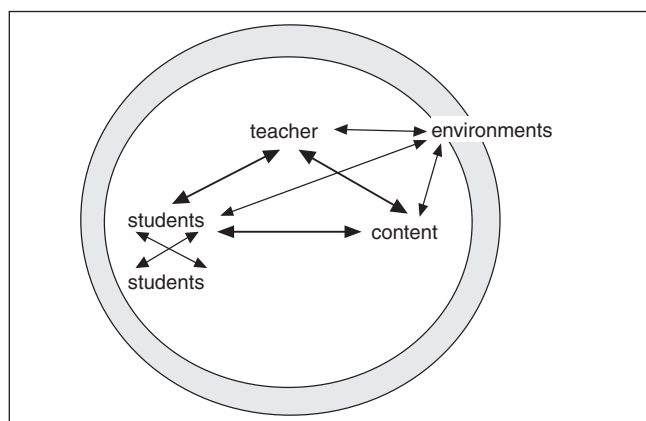 teacher
environments
students
content
students